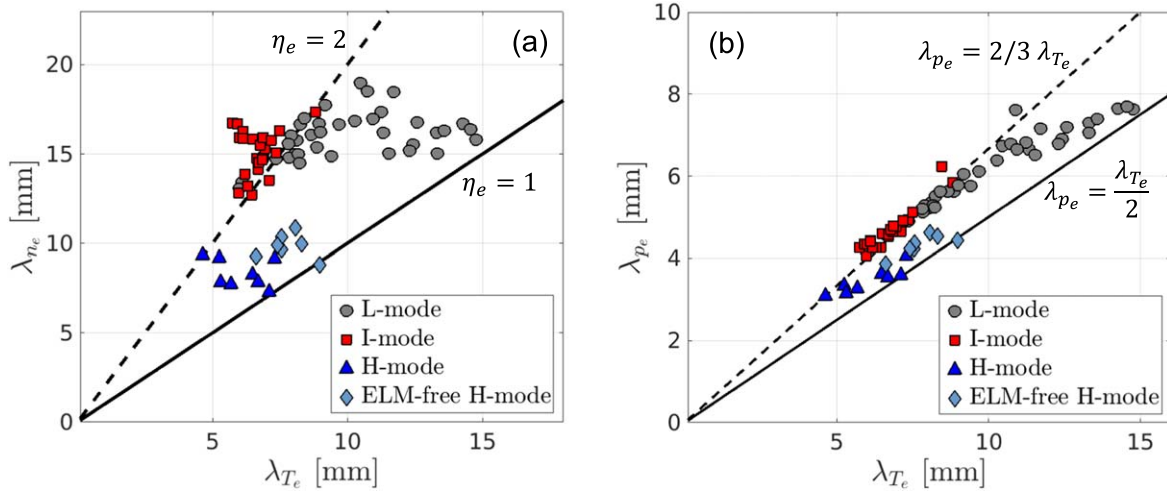 (a)
η_e = 2
η_e = 1
λ_{n_e} [mm]
20
15
10
5
0
5
10
15
λ_{T_e} [mm]
L-mode
I-mode
H-mode
ELM-free H-mode
(b)
λ_{p_e} = 2/3 λ_{T_e}
λ_{p_e} = λ_{T_e}/2
λ_{p_e} [mm]
10
8
6
4
2
0
5
10
15
λ_{T_e} [mm]
L-mode
I-mode
H-mode
ELM-free H-mode